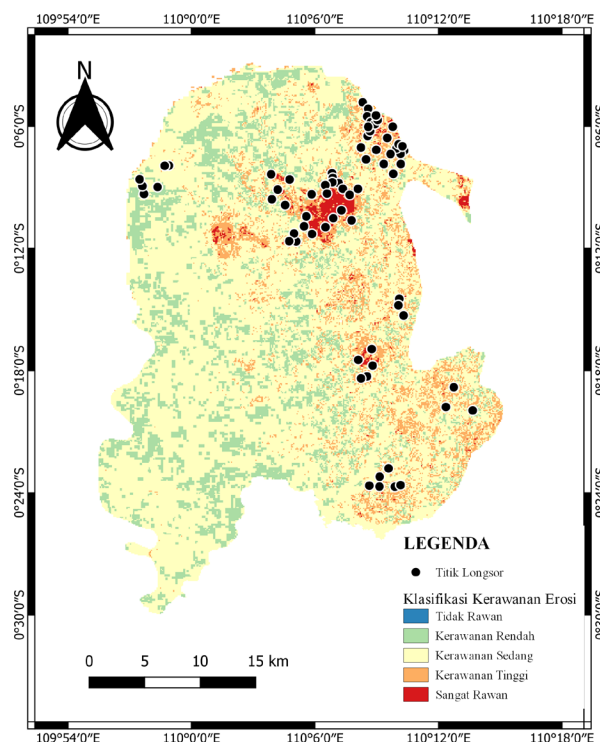 109°54'0"E 110°0'0"E 110°6'0"E 110°12'0"E 110°18'0"E
N
0°6'0"S 0°6'0"S
0°12'0"S 0°12'0"S
0°18'0"S 0°18'0"S
0°24'0"S 0°24'0"S
0°30'0"S 0°30'0"S
LEGENDA
Titik Longsor
Klasifikasi Kerawanan Erosi
Tidak Rawan
Kerawanan Rendah
Kerawanan Sedang
Kerawanan Tinggi
Sangat Rawan
0 5 10 15 km
109°54'0"E 110°0'0"E 110°6'0"E 110°12'0"E 110°18'0"E